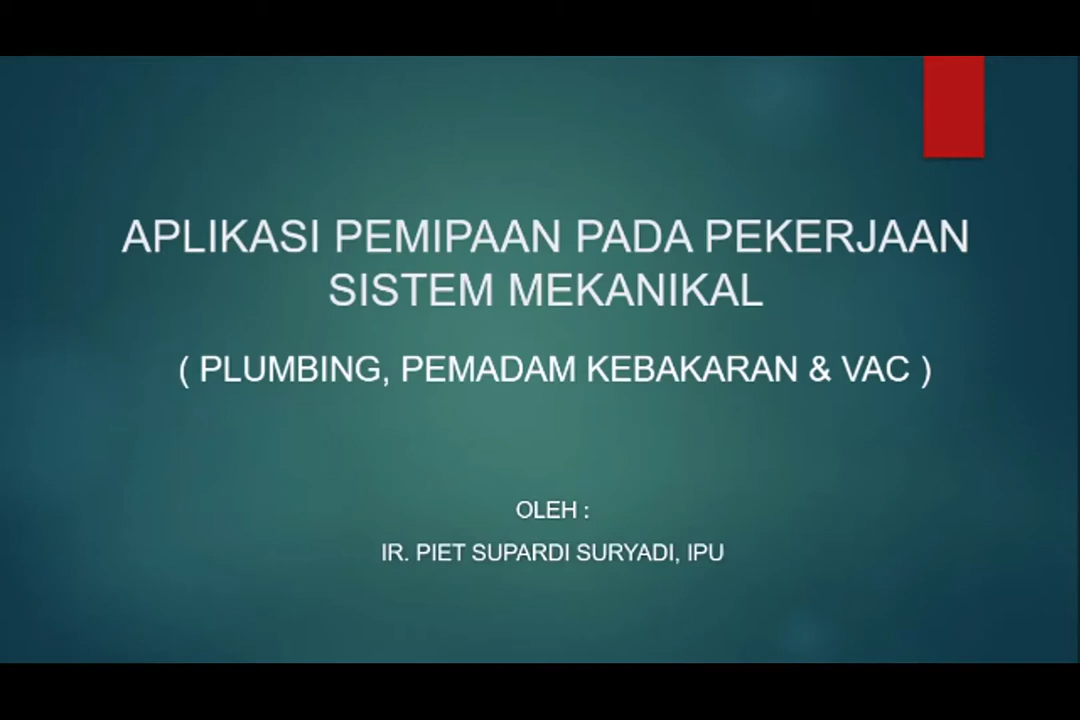 APLIKASI PEMIPAAN PADA PEKERJAAN
SISTEM MEKANIKAL
( PLUMBING, PEMADAM KEBAKARAN & VAC )
OLEH :
IR. PIET SUPARDI SURYADI, IPU